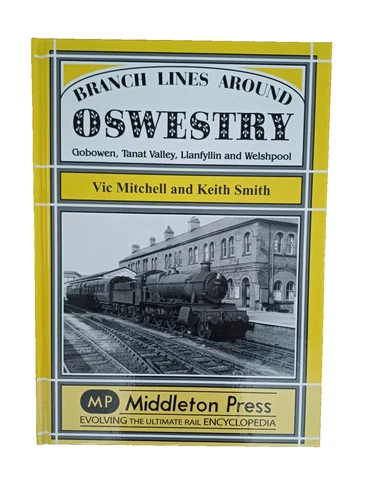 BRANCH LINES AROUND
OSWESTRY
Gobowen, Tanat Valley, Llanfyllin and Welshpool
Vic Mitchell and Keith Smith
MP Middleton Press
EVOLVING THE ULTIMATE RAIL ENCYCLOPEDIA